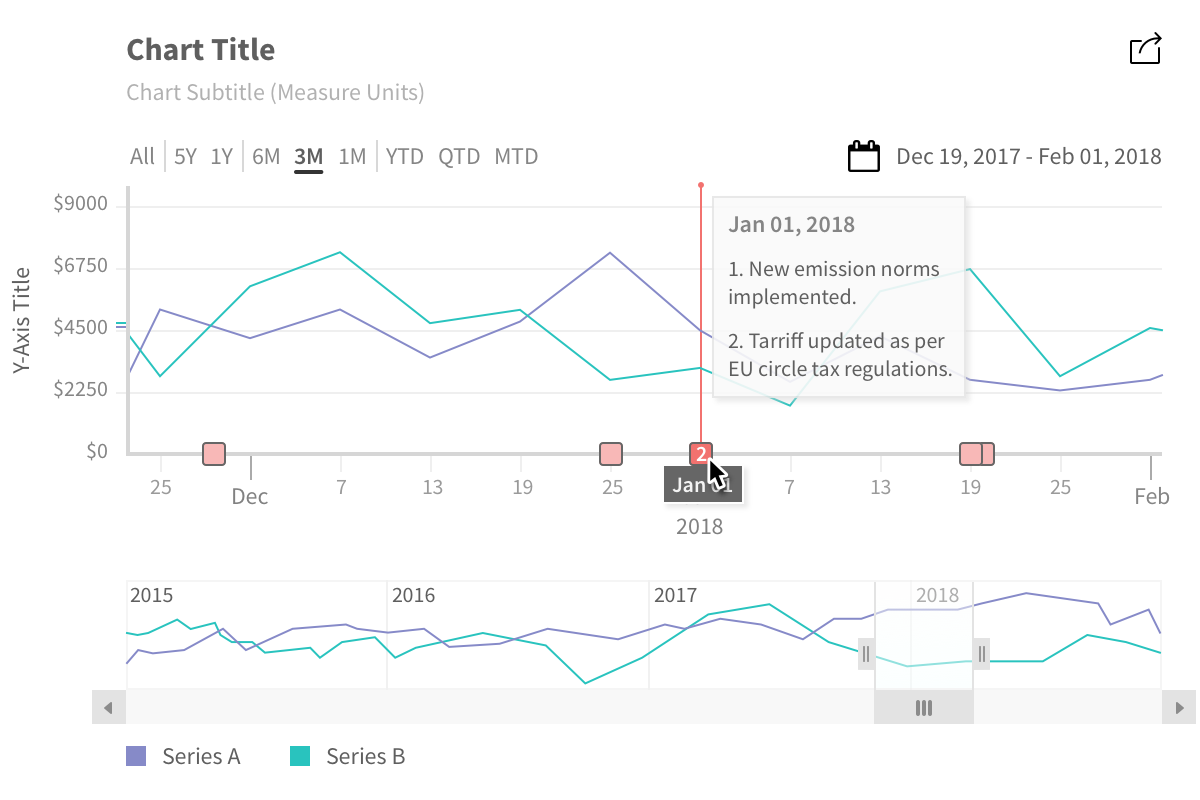 Chart Title
Chart Subtitle (Measure Units)
All 5Y 1Y 6M 3M 1M YTD QTD MTD
Dec 19, 2017 - Feb 01, 2018
Y-Axis Title
$9000
$6750
$4500
$2250
$0
Jan 01, 2018
1. New emission norms
implemented.
2. Tarriff updated as per
EU circle tax regulations.
2
25 Dec 7 13 19 25 Jan 01 7 13 19 25 Feb
2018
2015 2016 2017 2018
Series A Series B